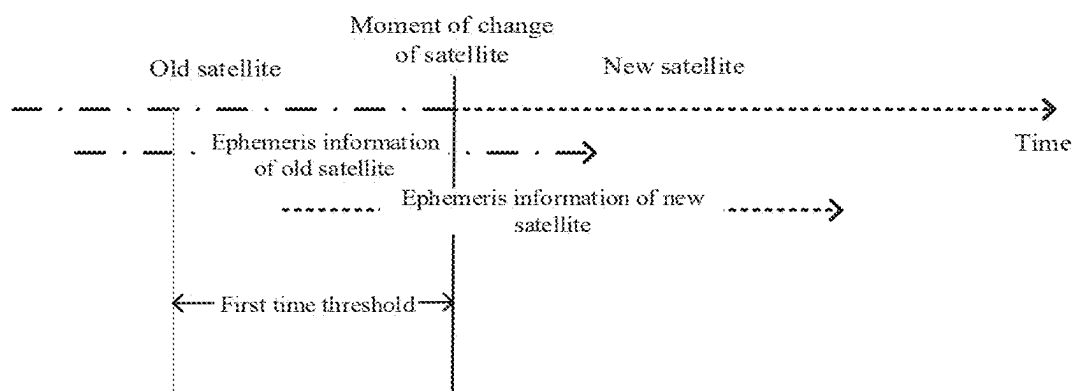 Moment of change
of satellite
Old satellite
New satellite
Time
Ephemeris information
of old satellite
Ephemeris information of new
satellite
First time threshold